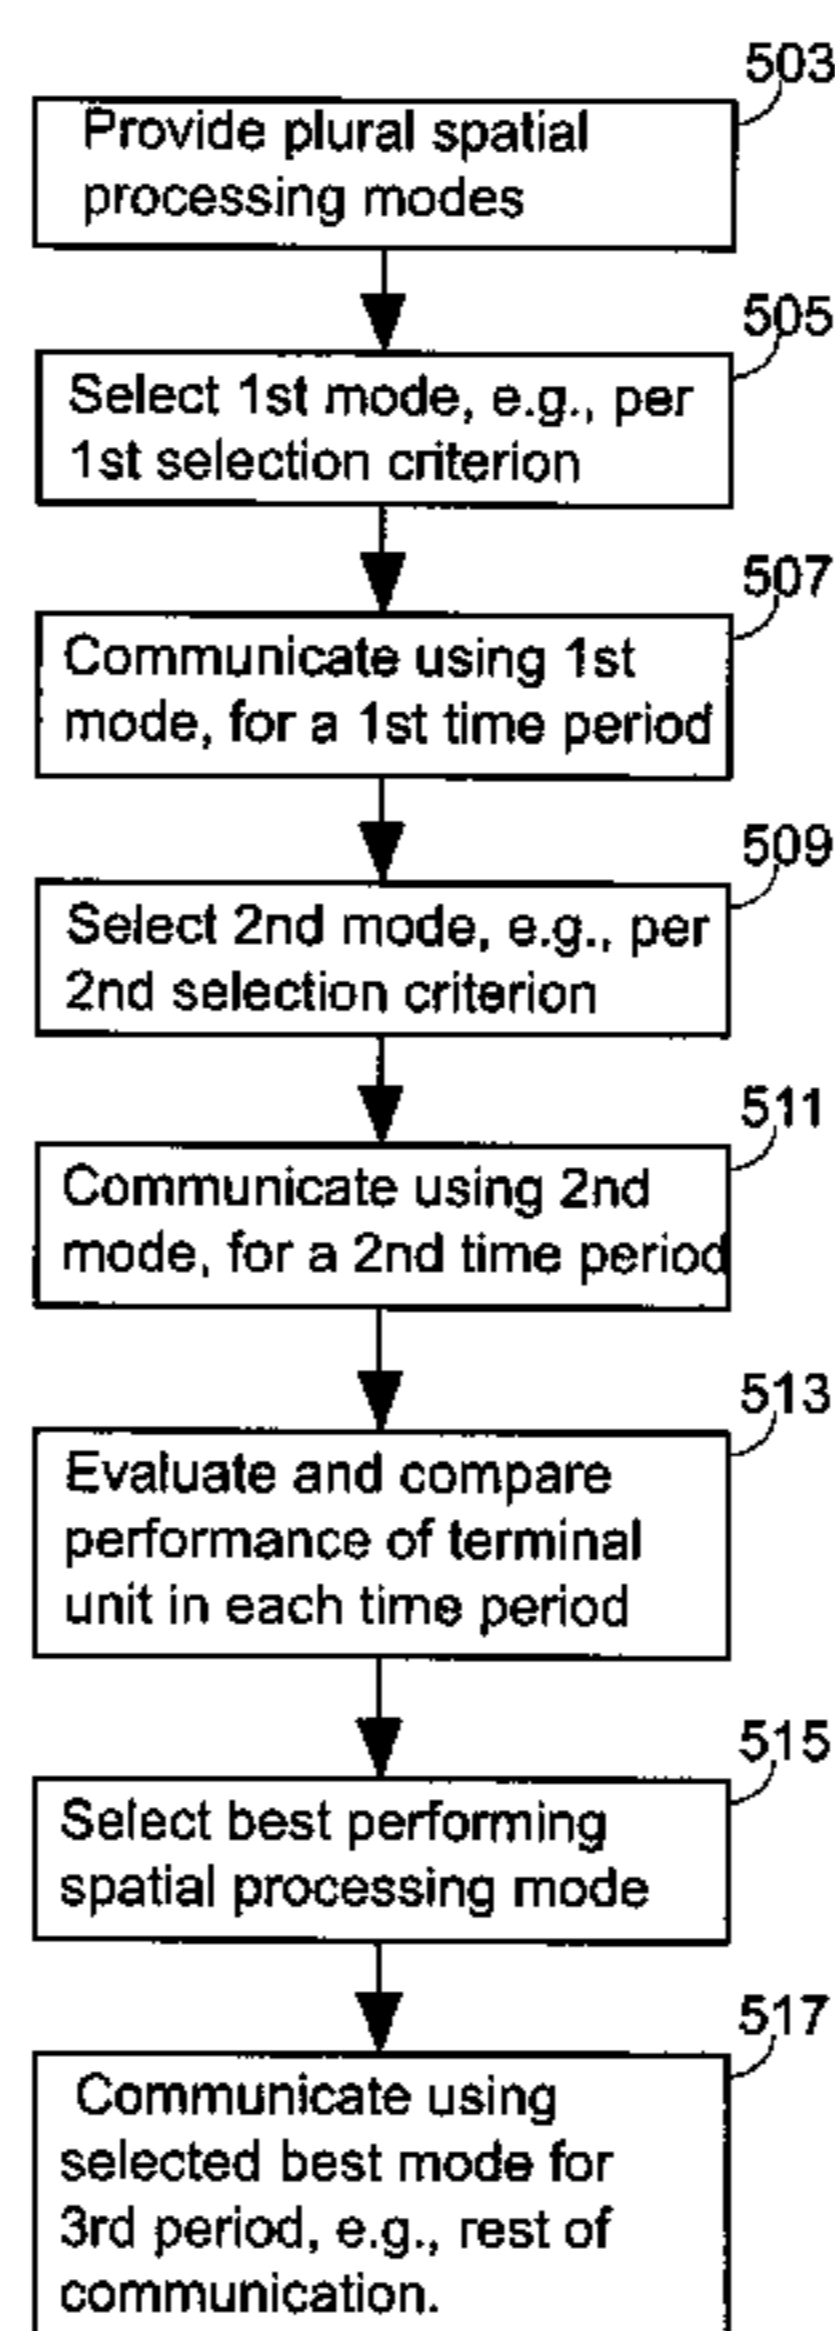 503
Provide plural spatial
processing modes
505
Select 1st mode, e.g., per
1st selection criterion
507
Communicate using 1st
mode, for a 1st time period
509
Select 2nd mode, e.g., per
2nd selection criterion
511
Communicate using 2nd
mode, for a 2nd time period
513
Evaluate and compare
performance of terminal
unit in each time period
515
Select best performing
spatial processing mode
517
Communicate using
selected best mode for
3rd period, e.g., rest of
communication.